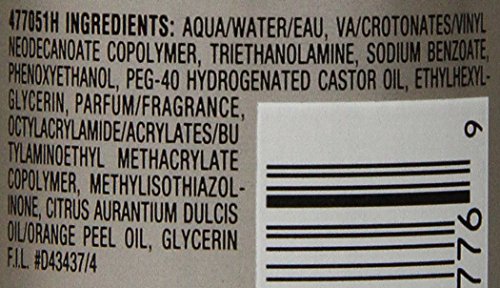 477051H INGREDIENTS: AQUA/WATER/EAU, VA/CROTONATES/VINYL
NEODECANOATE COPOLYMER, TRIETHANOLAMINE, SODIUM BENZOATE,
PHENOXYETHANOL, PEG-40 HYDROGENATED CASTOR OIL, ETHYLHEXYL-
GLYCERIN, PARFUM/FRAGRANCE,
OCTYLACRYLAMIDE/ACRYLATES/BU
TYLAMINOETHYL METHACRYLATE
COPOLYMER, METHYLISOTHIAZOL-
INONE, CITRUS AURANTIUM DULCIS
OIL/ORANGE PEEL OIL, GLYCERIN
F.I.L. #D43437/4
9
776